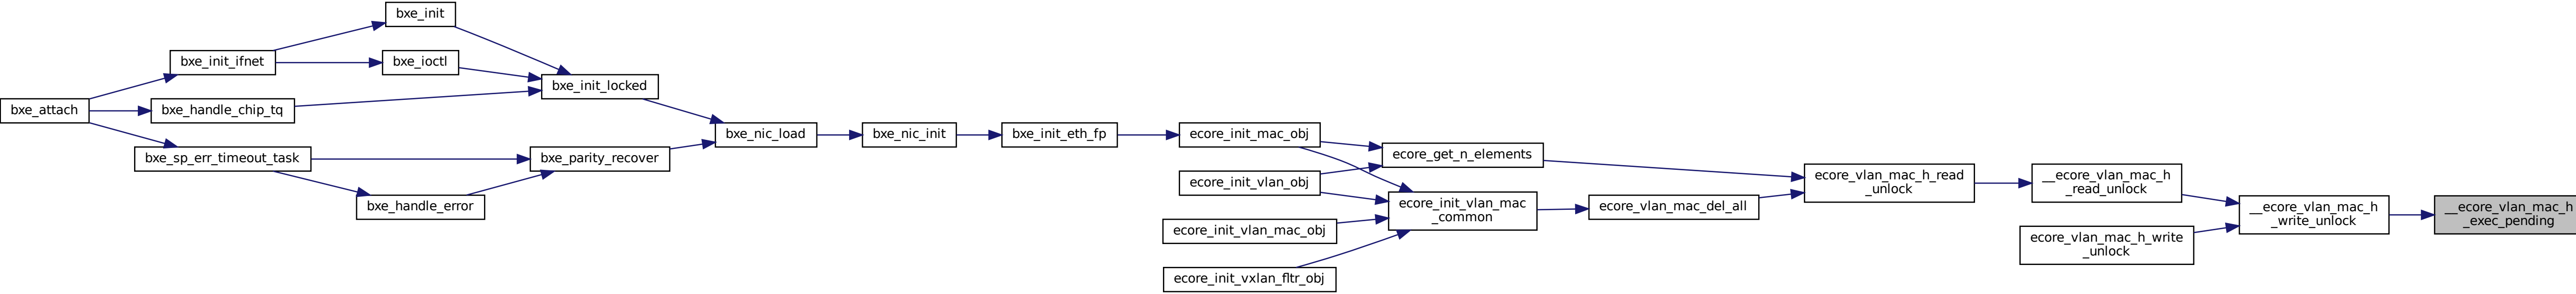 bxe_attach
bxe_init_ifnet
bxe_handle_chip_tq
bxe_sp_err_timeout_task
bxe_init
bxe_ioctl
bxe_handle_error
bxe_init_locked
bxe_parity_recover
bxe_nic_load
bxe_nic_init
bxe_init_eth_fp
ecore_init_mac_obj
ecore_init_vlan_obj
ecore_init_vlan_mac_obj
ecore_init_vxlan_fltr_obj
ecore_get_n_elements
ecore_init_vlan_mac
_common
ecore_vlan_mac_del_all
ecore_vlan_mac_h_read
_unlock
__ecore_vlan_mac_h
_read_unlock
ecore_vlan_mac_h_write
_unlock
__ecore_vlan_mac_h
_write_unlock
__ecore_vlan_mac_h
_exec_pending